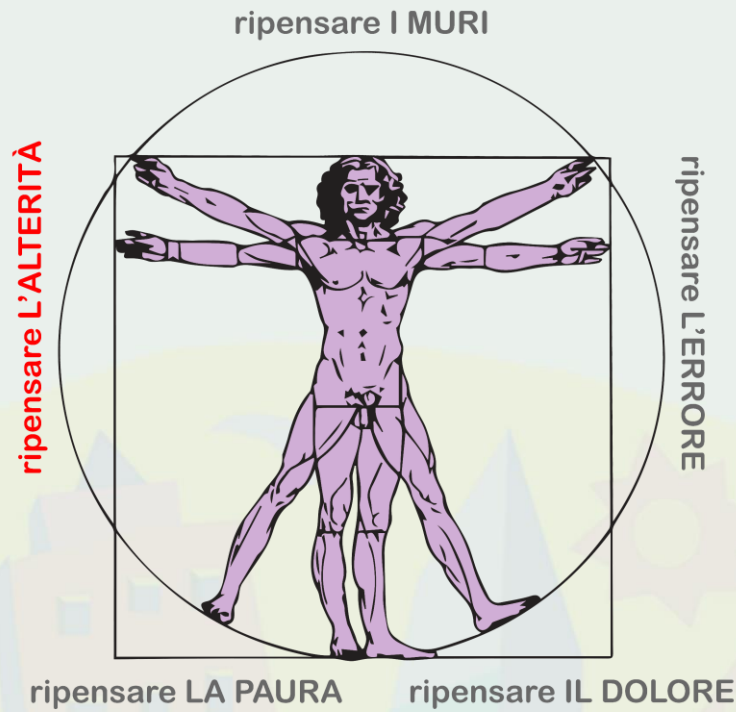 ripensare I MURI
ripensare L'ALTERITÀ
ripensare L'ERRORE
ripensare LA PAURA
ripensare IL DOLORE